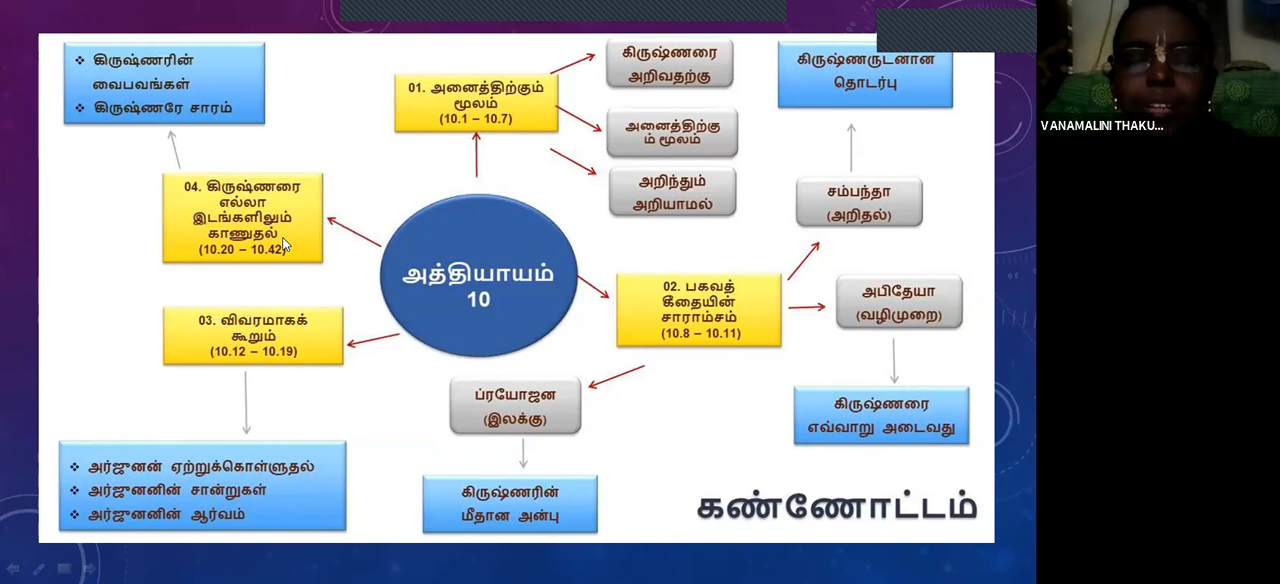 ❖ கிருஷ்ணரின்
வைபவங்கள்
❖ கிருஷ்ணரே சாரம்
01. அனைத்திற்கும்
மூலம்
(10.1 – 10.7)
கிருஷ்ணரை
அறிவதற்கு
அனைத்திற்கு
ம் மூலம்
அறிந்தும்
அறியாமல்
கிருஷ்ணருடனான
தொடர்பு
சம்பந்தா
(அறிதல்)
04. கிருஷ்ணரை
எல்லா
இடங்களிலும்
காணுதல்
(10.20 – 10.42)
அத்தியாயம்
10
02. பகவத்
கீதையின்
சாராம்சம்
(10.8 – 10.11)
அபிதேயா
(வழிமுறை)
கிருஷ்ணரை
எவ்வாறு அடைவது
03. விவரமாகக்
கூறும்
(10.12 – 10.19)
ப்ரயோஜன
(இலக்கு)
கிருஷ்ணரின்
மீதான அன்பு
❖ அர்ஜுனன் ஏற்றுக்கொள்ளுதல்
❖ அர்ஜுனனின் சான்றுகள்
❖ அர்ஜுனனின் ஆர்வம்
கண்ணோட்டம்
VANAMALINI THAKU...